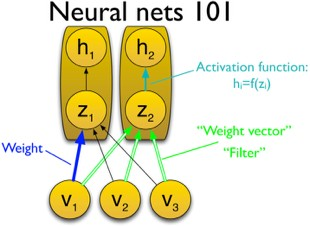 Neural nets 101
h₁ h₂
Activation function:
hᵢ=f(zᵢ)
z₁ z₂
"Weight vector"
"Filter"
Weight
v₁ v₂ v₃